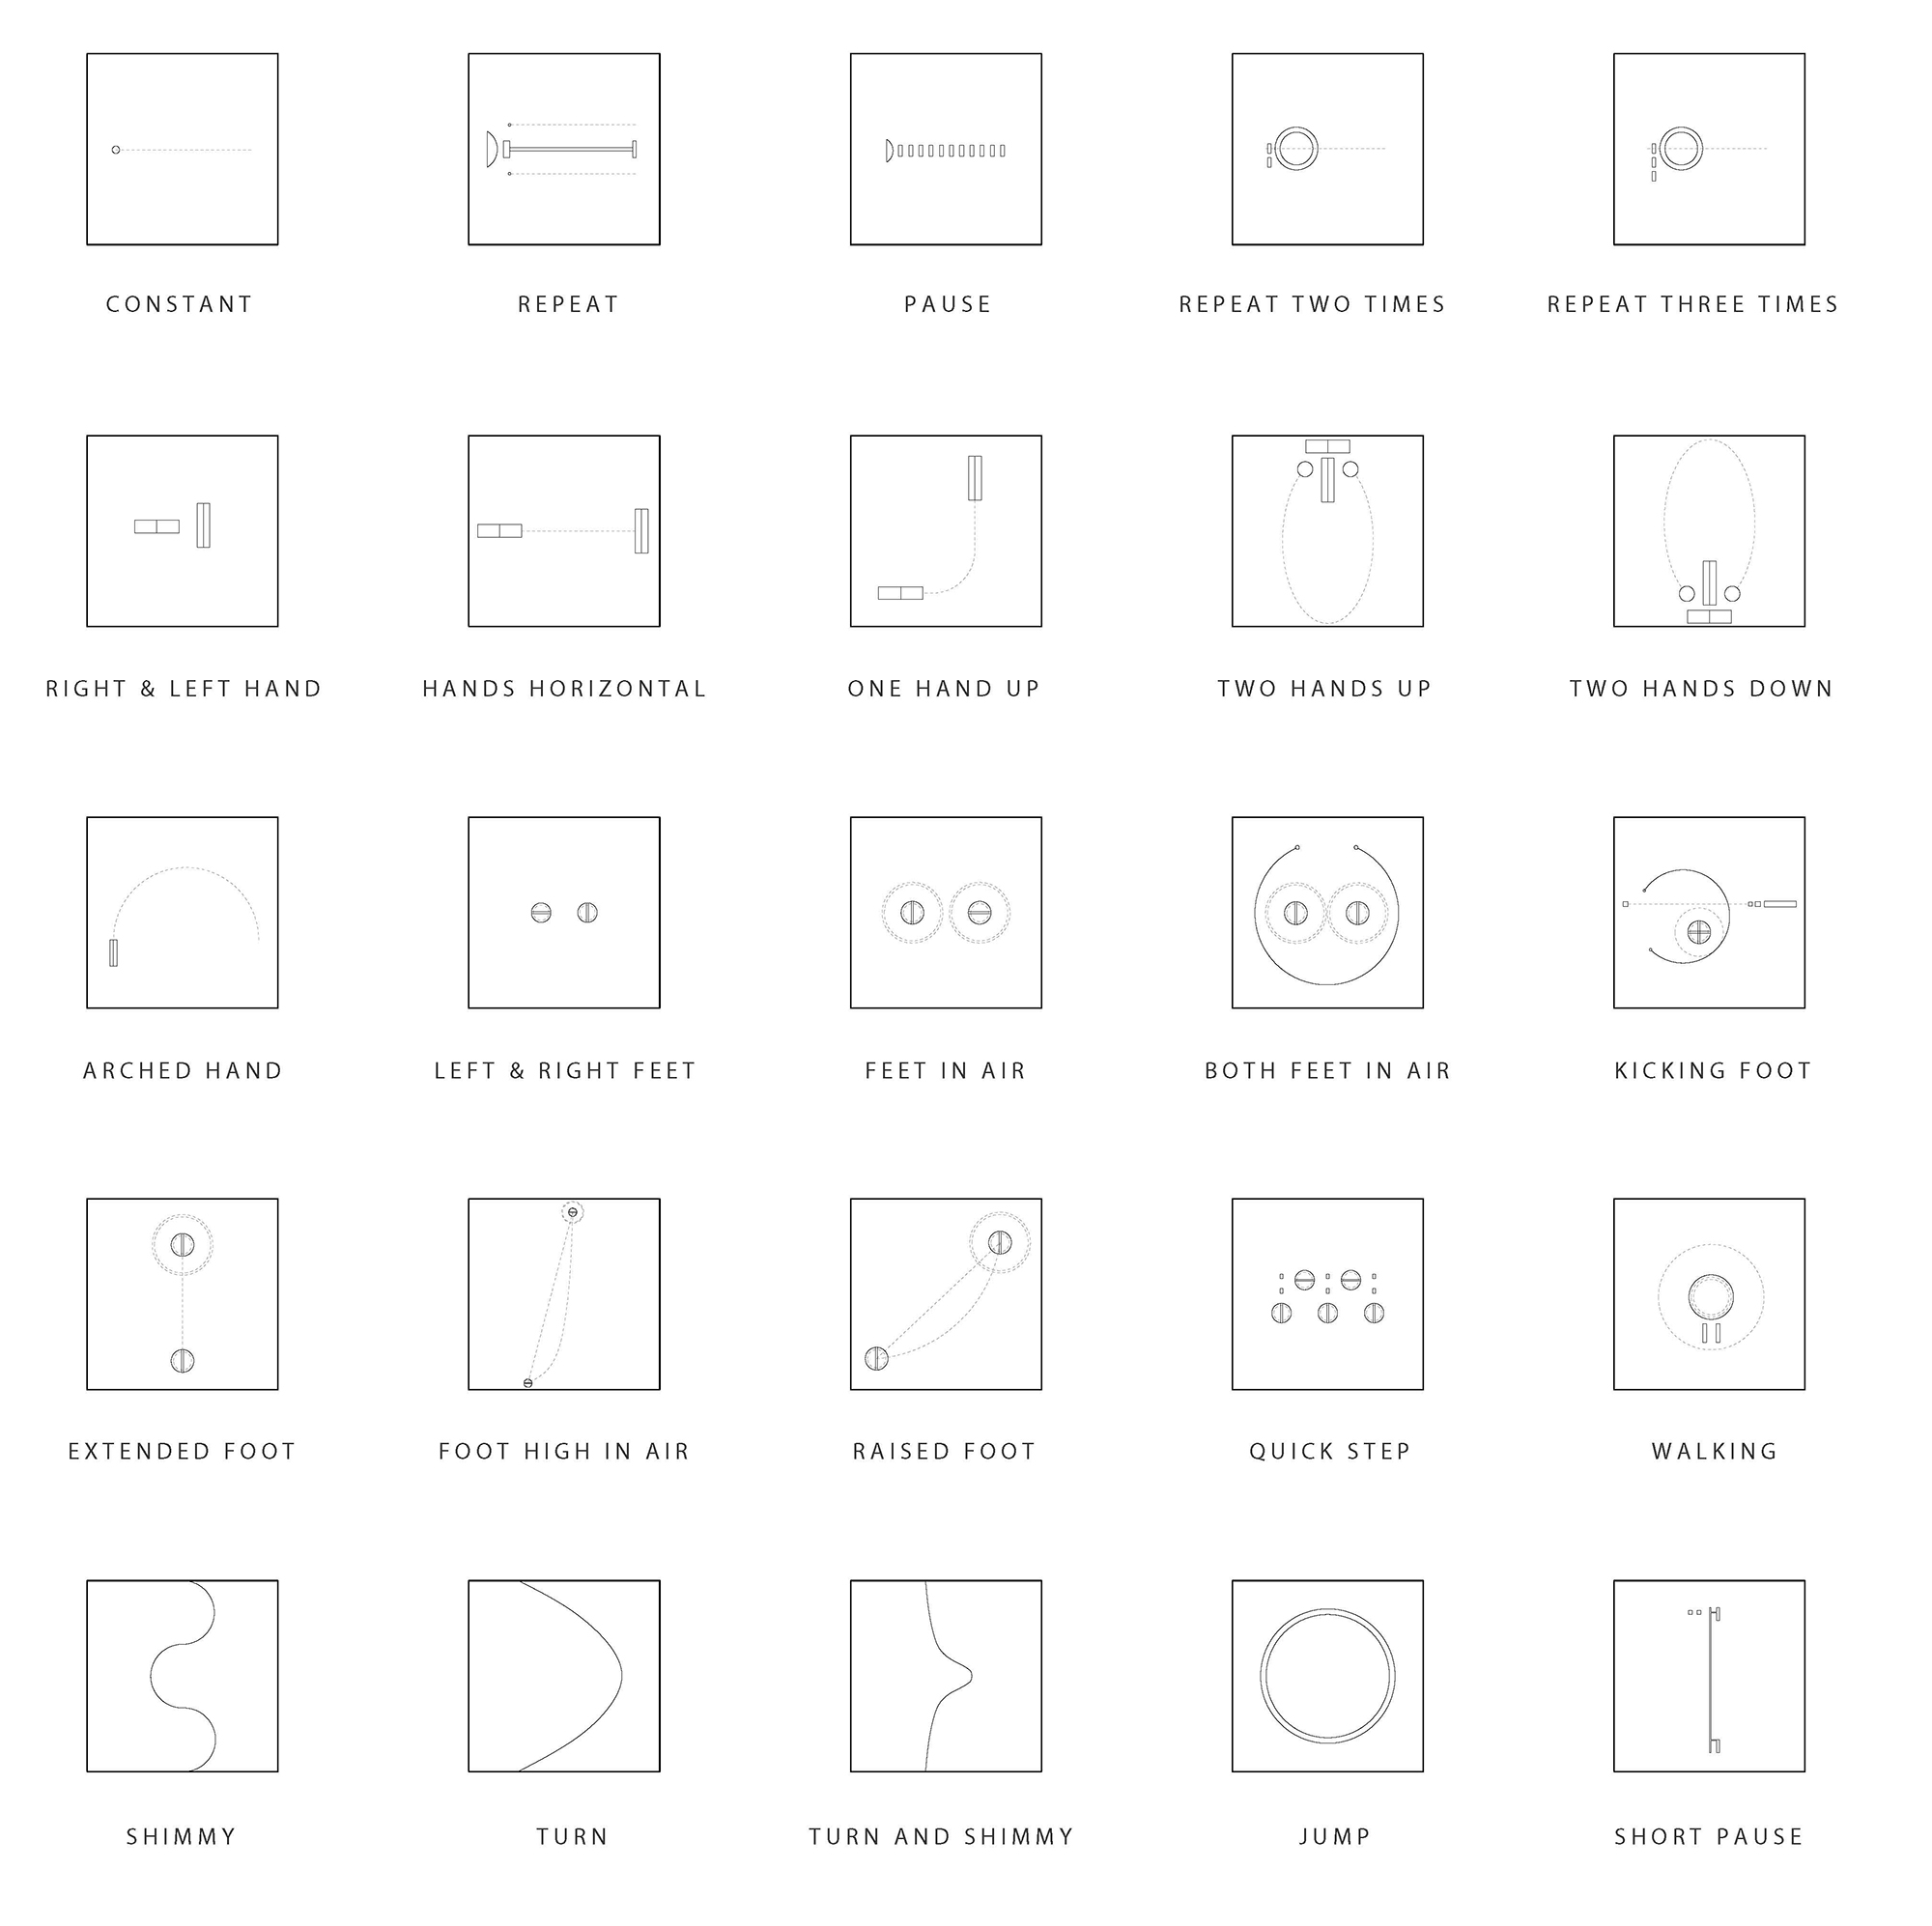 CONSTANT
REPEAT
PAUSE
REPEAT TWO TIMES
REPEAT THREE TIMES
RIGHT & LEFT HAND
HANDS HORIZONTAL
ONE HAND UP
TWO HANDS UP
TWO HANDS DOWN
ARCHED HAND
LEFT & RIGHT FEET
FEET IN AIR
BOTH FEET IN AIR
KICKING FOOT
EXTENDED FOOT
FOOT HIGH IN AIR
RAISED FOOT
QUICK STEP
WALKING
SHIMMY
TURN
TURN AND SHIMMY
JUMP
SHORT PAUSE